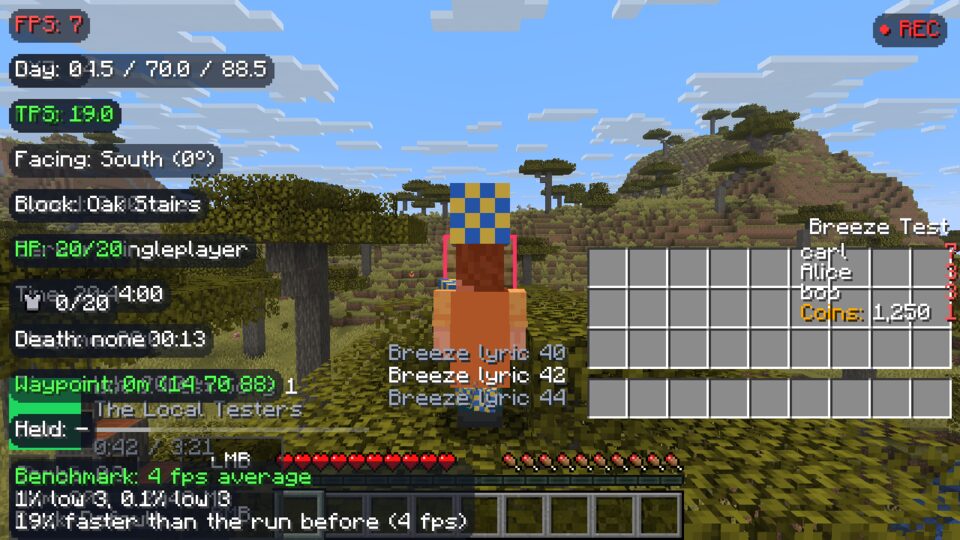 FPS: 7
● REC
Day: 04.5 / 70.0 / 88.5
TPS: 19.0
Facing: South (0°)
Block: Oak Stairs
Breeze Test
HP: 20/20ingleplayer
carl 7
Alice 3
bob 3
Coins: 1,250 1
4:00
0/20
Death: none 00:13
Breeze lyric 40
Breeze lyric 42
Breeze lyric 44
Waypoint: 0m (14 70 88) 1
The Local Testers
Held: —
0:42 / 3:21
LMB
Benchmark: 4 fps average
1% low 3, 0.1% low 3
19% faster than the run before (4 fps)